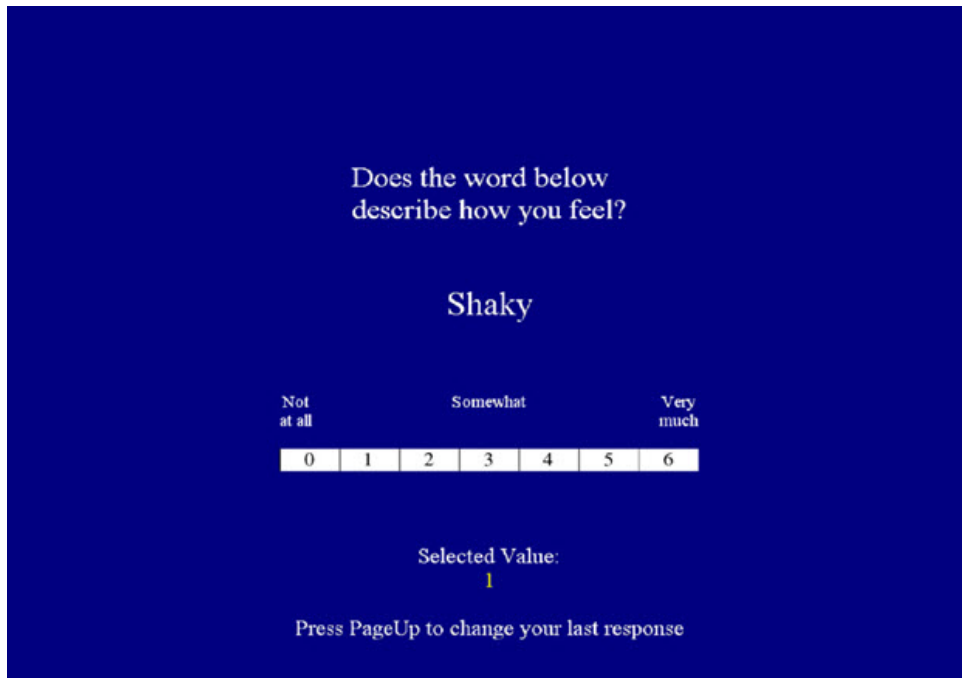 Does the word below
describe how you feel?
Shaky
Not at all Somewhat Very much
0 1 2 3 4 5 6
Selected Value:
1
Press PageUp to change your last response